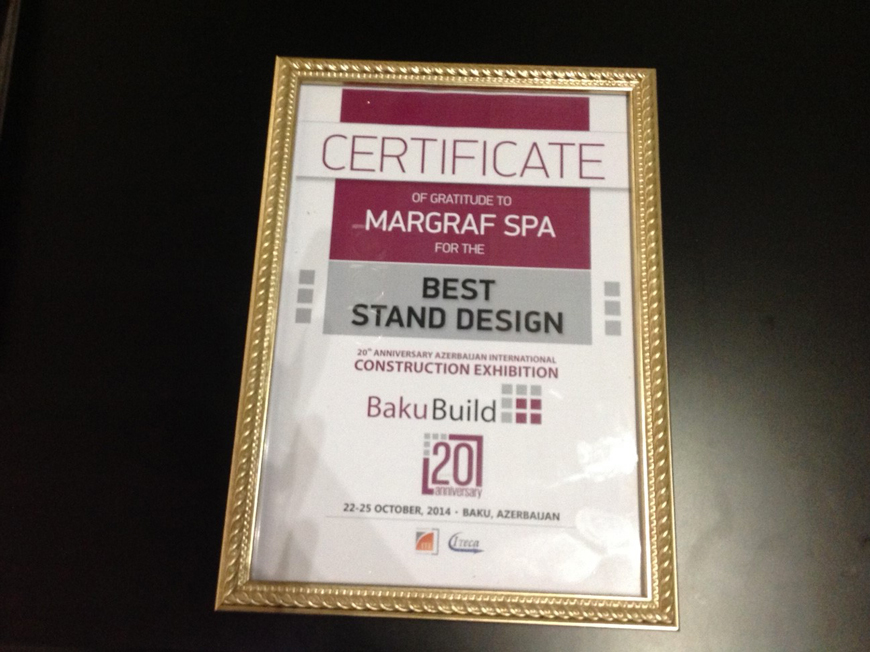 CERTIFICATE
OF GRATITUDE TO
MARGRAF SPA
FOR THE
BEST
STAND DESIGN
20th ANNIVERSARY AZERBAIJAN INTERNATIONAL
CONSTRUCTION EXHIBITION
BakuBuild
20
anniversary
22-25 OCTOBER, 2014 · BAKU, AZERBAIJAN
ITE Iteca